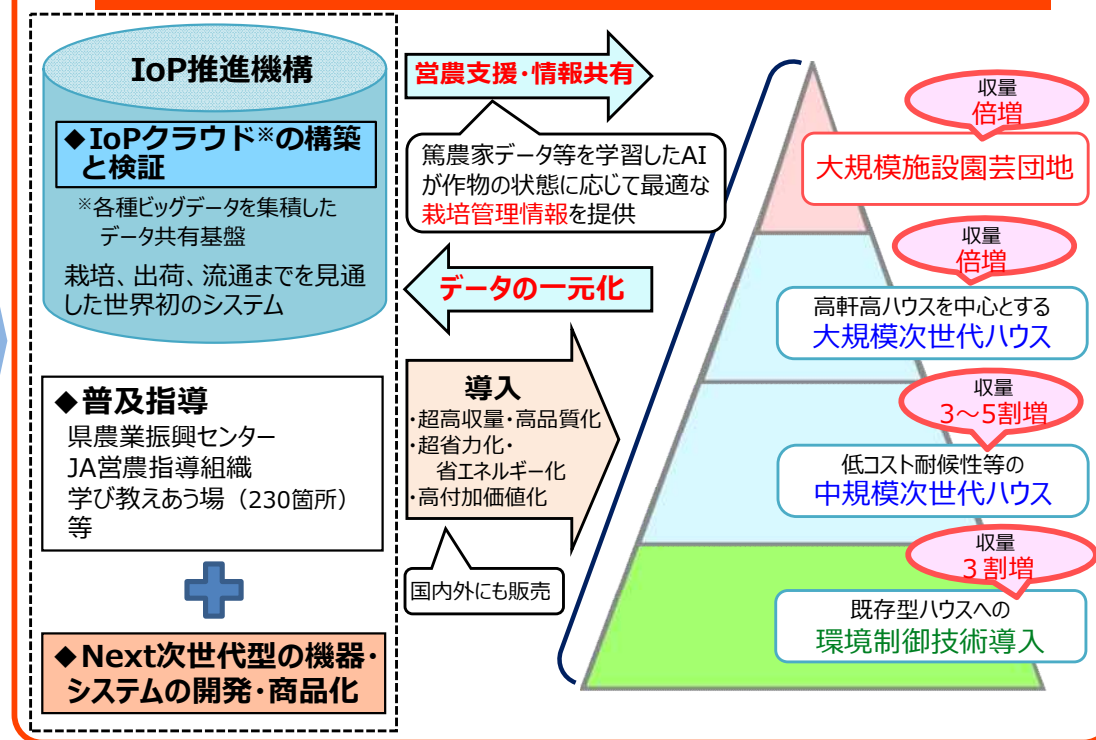 IoP推進機構
◆IoPクラウド※の構築
と検証
※各種ビッグデータを集積した
データ共有基盤
栽培、出荷、流通までを見通
した世界初のシステム
◆普及指導
県農業振興センター
JA営農指導組織
学び教えあう場（230箇所）
等
◆Next次世代型の機器・
システムの開発・商品化
営農支援・情報共有
篤農家データ等を学習したAI
が作物の状態に応じて最適な
栽培管理情報を提供
データの一元化
導入
・超高収量・高品質化
・超省力化・
省エネルギー化
・高付加価値化
国内外にも販売
収量
倍増
大規模施設園芸団地
収量
倍増
高軒高ハウスを中心とする
大規模次世代ハウス
収量
3～5割増
低コスト耐候性等の
中規模次世代ハウス
収量
３割増
既存型ハウスへの
環境制御技術導入